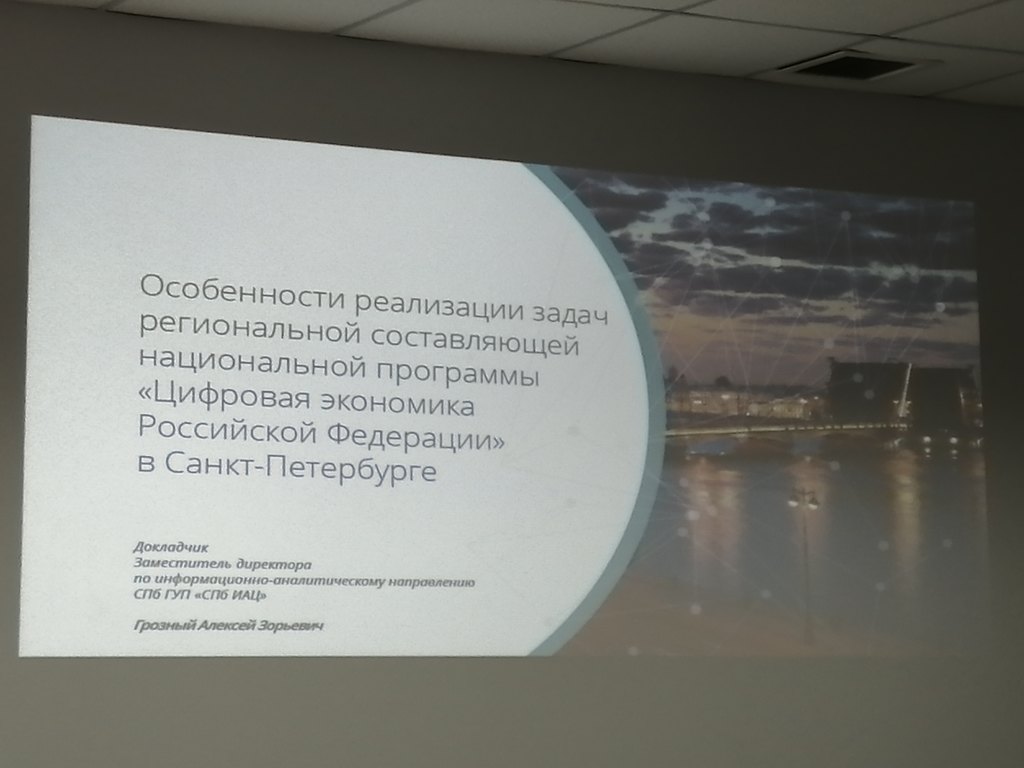 Особенности реализации задач
региональной составляющей
национальной программы
«Цифровая экономика
Российской Федерации»
в Санкт-Петербурге
Докладчик
Заместитель директора
по информационно-аналитическому направлению
СПб ГУП «СПб ИАЦ»
Грозный Алексей Зорьевич